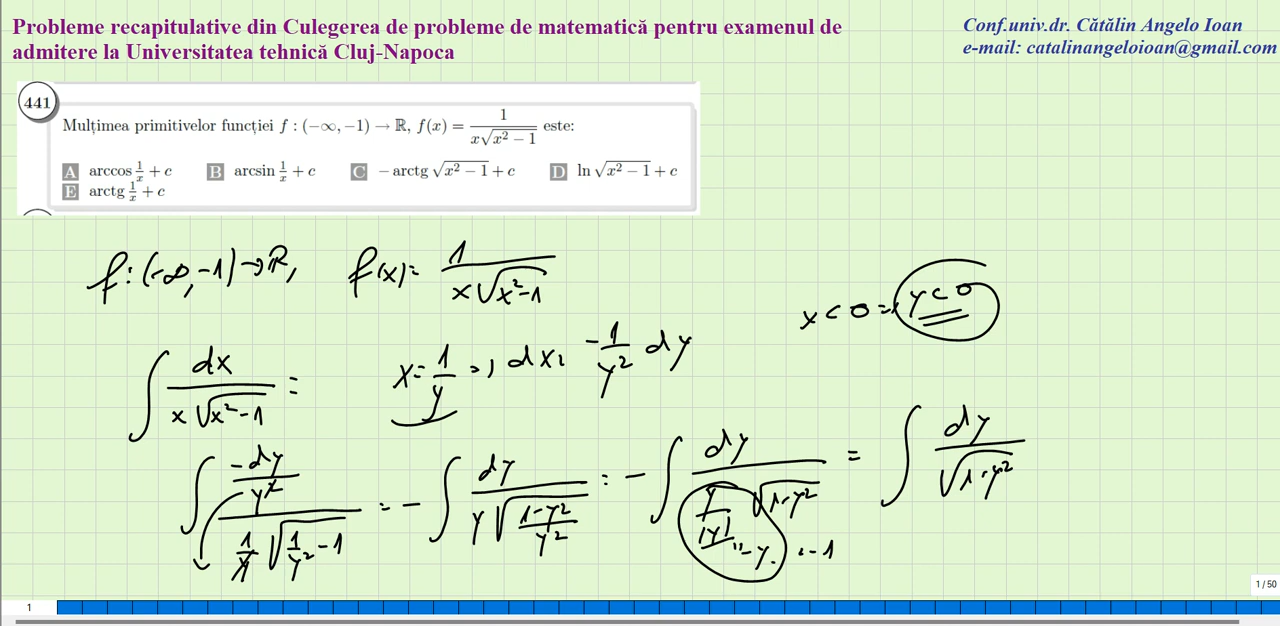 Probleme recapitulative din Culegerea de probleme de matematică pentru examenul de
admitere la Universitatea tehnică Cluj-Napoca
Conf.univ.dr. Cătălin Angelo Ioan
e-mail: catalinangeloioan@gmail.com
441
Mulțimea primitivelor funcției f : (−∞, −1) → ℝ, f(x) = 1/(x√(x² − 1)) este:
A arccos 1/x + c B arcsin 1/x + c C − arctg √(x² − 1) + c D ln √(x² − 1) + c
E arctg 1/x + c
f: (-∞, -1) → ℝ, f(x) = 1/(x√(x²-1))
x < 0 => y < 0
∫ dx/(x√(x²-1)) = x = 1/y => dx = -1/y² dy
∫ (-dy/y²)/(1/y √(1/y² - 1)) = - ∫ dy/(y√((1-y²)/y²)) = - ∫ dy/(y/|y| √(1-y²)) = ∫ dy/√(1-y²)
"-y. = -1
1 / 50
1